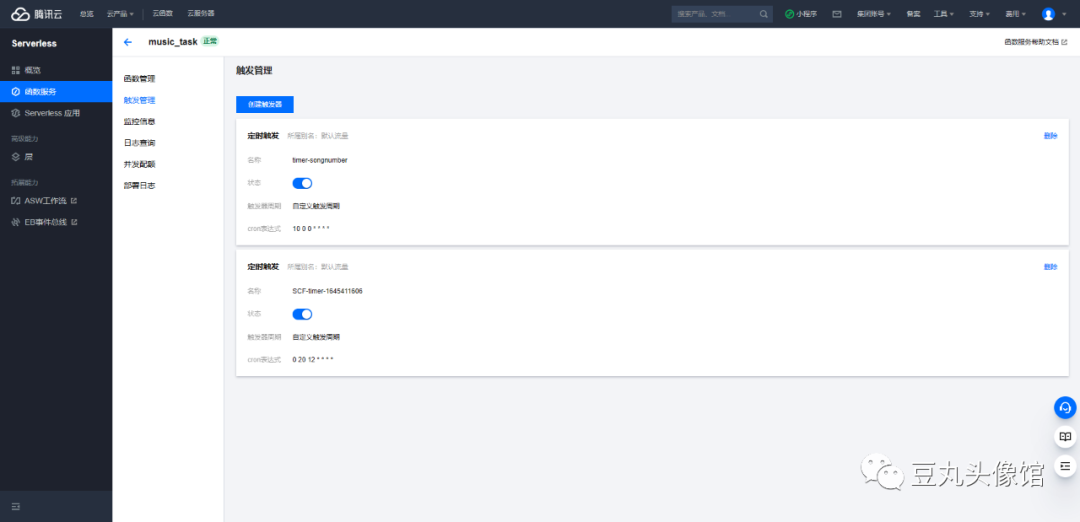 腾讯云 总览 云产品 云函数 云服务器 搜索产品、文档 小程序 集团账号 备案 工具 支持 费用
Serverless
概览
函数服务
Serverless 应用
高级能力
层
拓展能力
ASW工作流
EB事件总线
music_task 正常 函数服务帮助文档
函数管理
触发管理
监控信息
日志查询
并发配额
部署日志
触发管理
创建触发器
定时触发 所属别名：默认流量 删除
名称 timer-songnumber
状态
触发器周期 自定义触发周期
cron表达式 10 0 0 * * * *
定时触发 所属别名：默认流量 删除
名称 SCF-timer-1645411606
状态
触发器周期 自定义触发周期
cron表达式 0 20 12 * * * *
豆丸头像馆